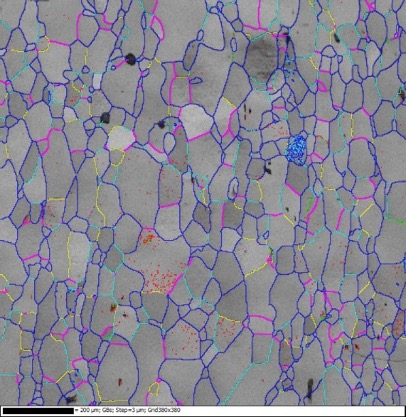 = 200 µm; GBs; Step=3 µm; Grid380x380